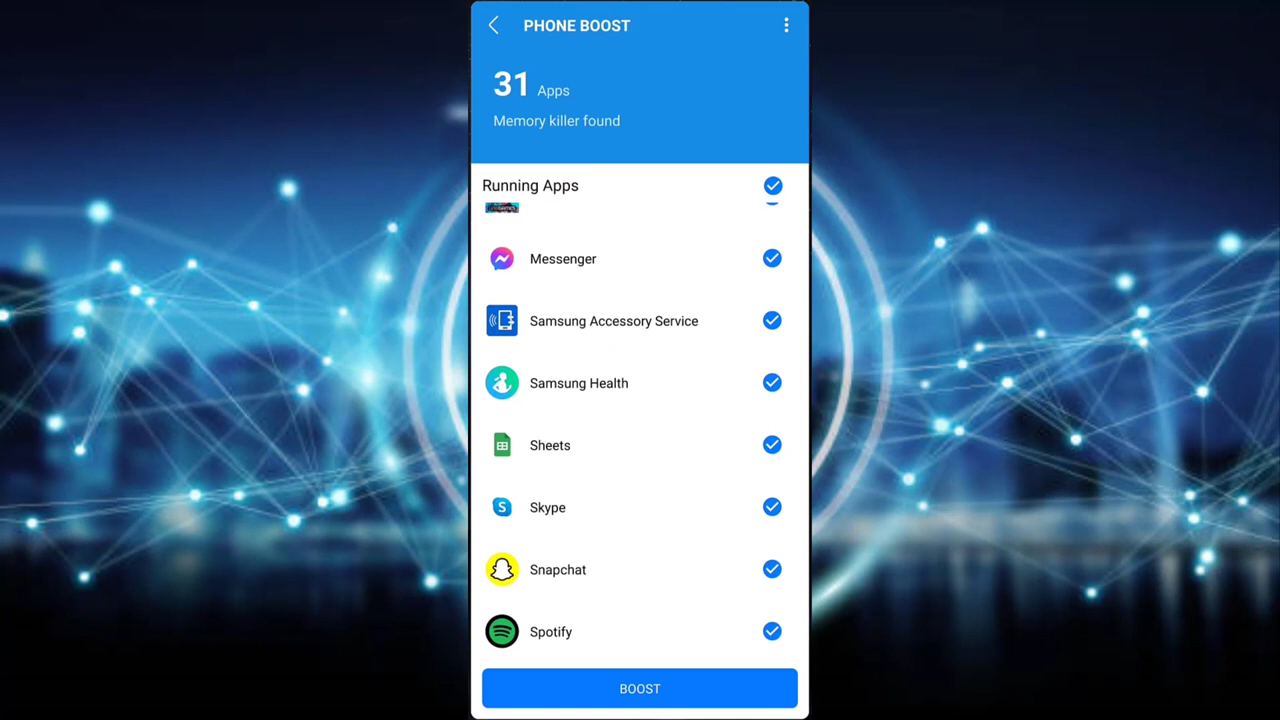 PHONE BOOST
31 Apps
Memory killer found
Running Apps
Messenger
Samsung Accessory Service
Samsung Health
Sheets
Skype
Snapchat
Spotify
BOOST